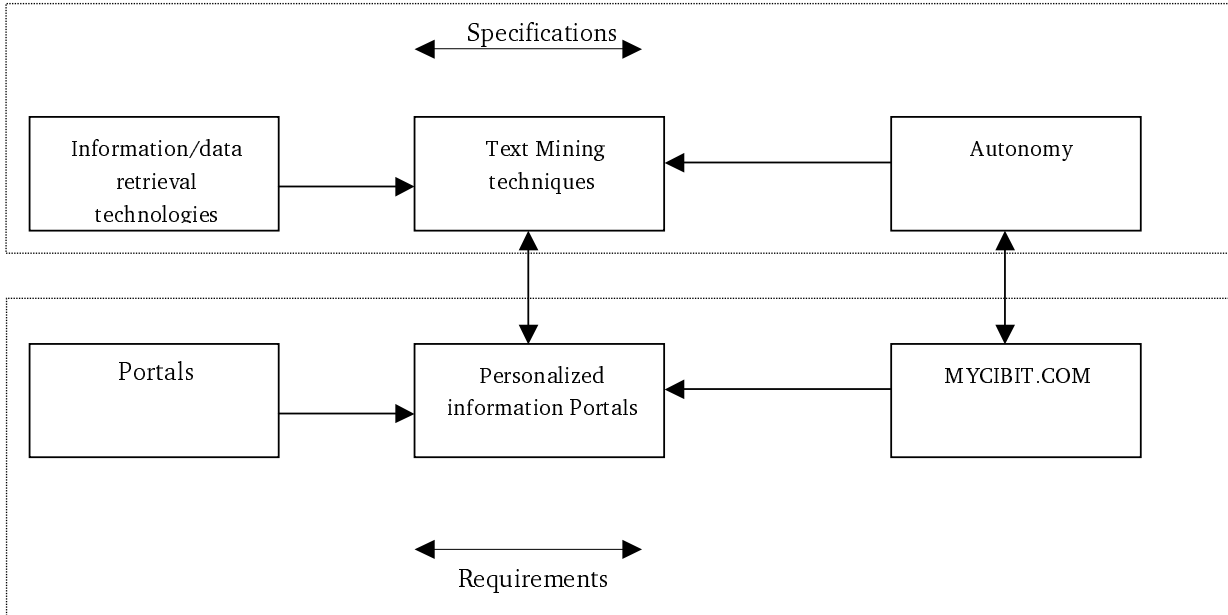 Specifications
Information/data
retrieval
technologies
Text Mining
techniques
Autonomy
Portals
Personalized
information Portals
MYCIBIT.COM
Requirements